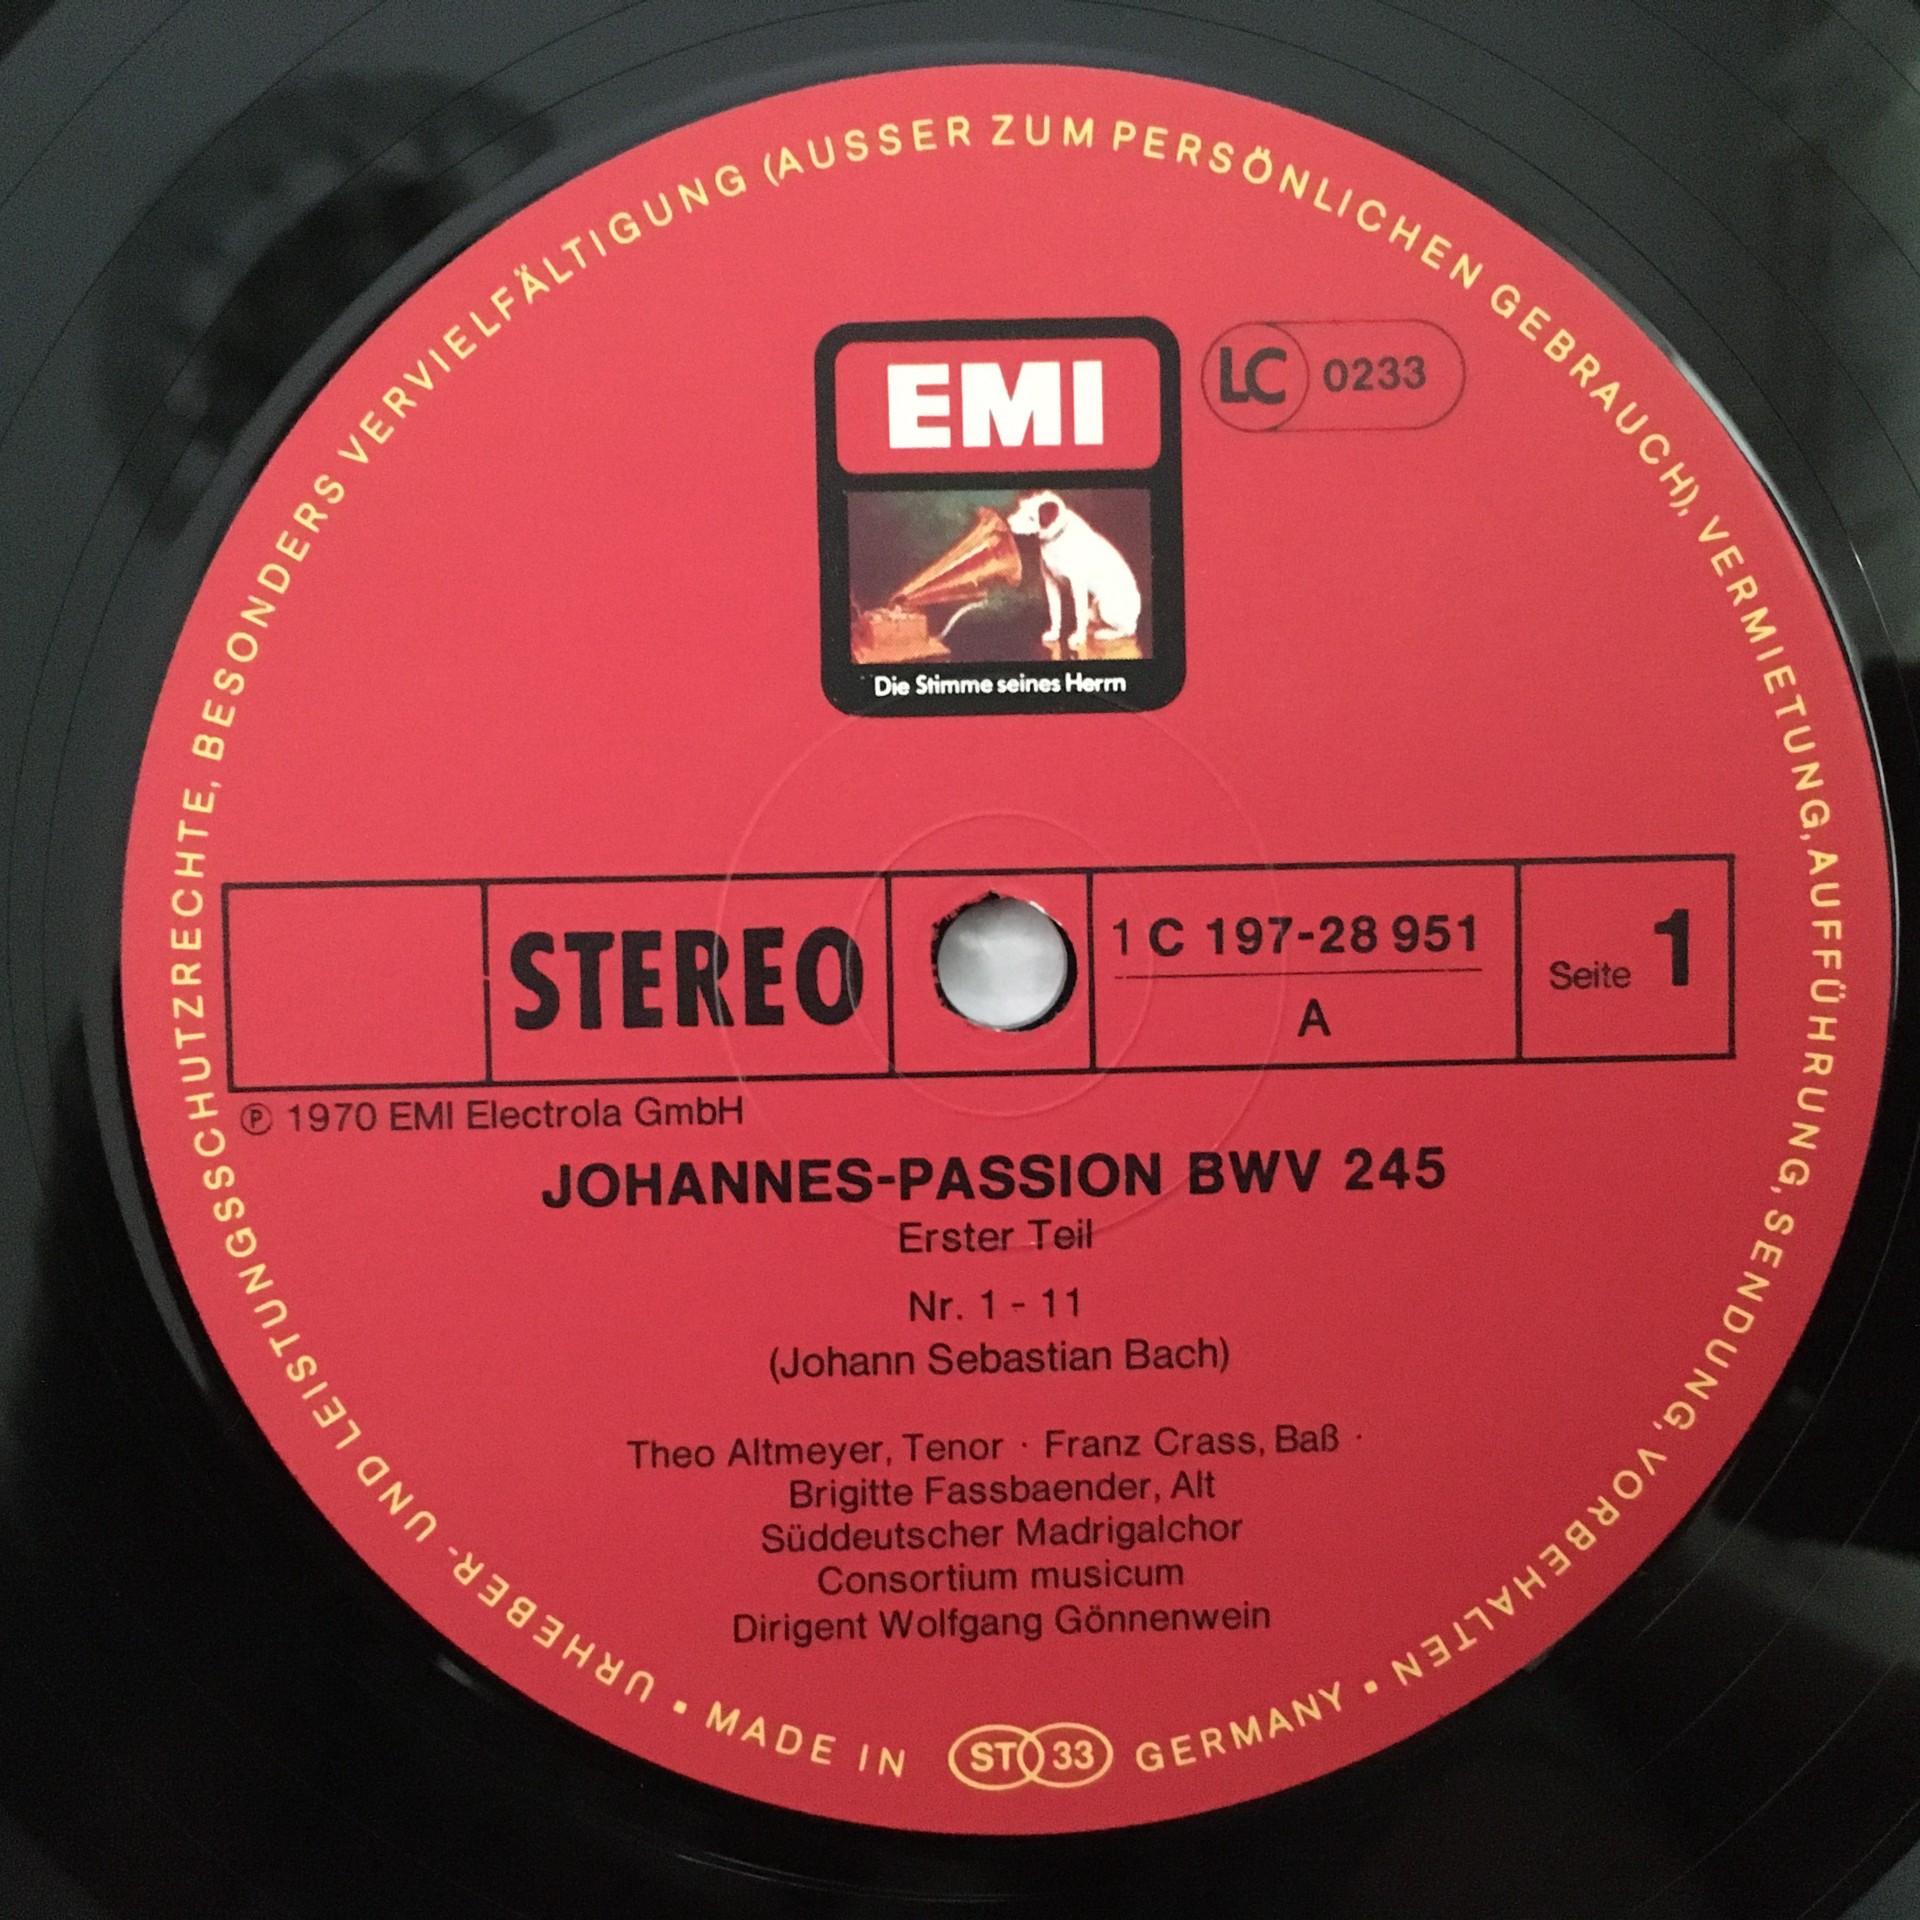 URHEBER- UND LEISTUNGSSCHUTZRECHTE, BESONDERS VERVIELFÄLTIGUNG (AUSSER ZUM PERSÖNLICHEN GEBRAUCH), VERMIETUNG, AUFFÜHRUNG, SENDUNG, VORBEHALTEN •
EMI
LC 0233
Die Stimme seines Herrn
STEREO
1 C 197-28 951
A
Seite 1
℗ 1970 EMI Electrola GmbH
JOHANNES-PASSION BWV 245
Erster Teil
Nr. 1 - 11
(Johann Sebastian Bach)
Theo Altmeyer, Tenor · Franz Crass, Baß ·
Brigitte Fassbaender, Alt
Süddeutscher Madrigalchor
Consortium musicum
Dirigent Wolfgang Gönnenwein
• MADE IN ST 33 GERMANY